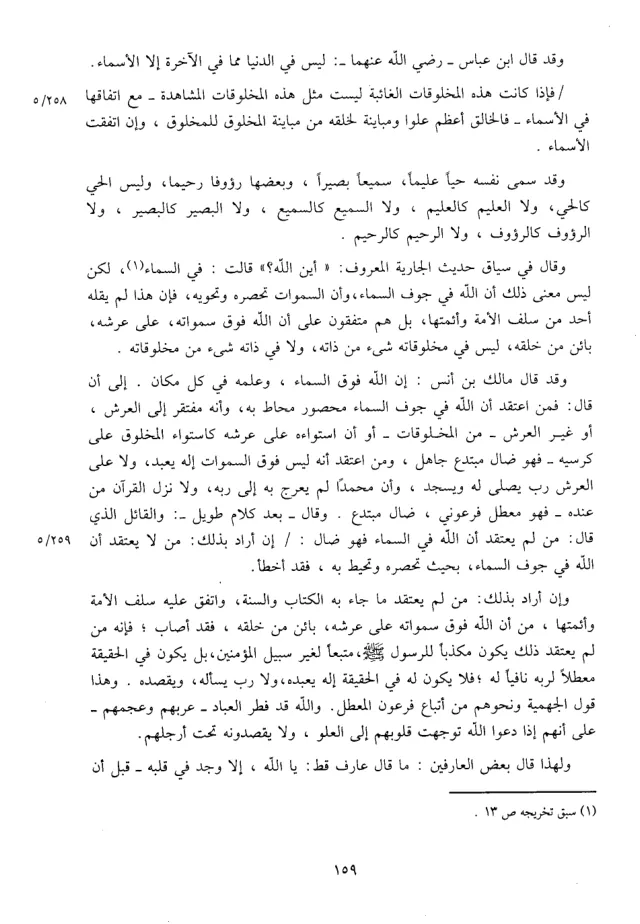 وقد قال ابن عباس ـ رضي الله عنهما ـ: ليس في الدنيا مما في الآخرة إلا الأسماء.
/ فإذا كانت هذه المخلوقات الغائبة ليست مثل هذه المخلوقات المشاهدة ـ مع اتفاقها ٥/٢٥٨
في الأسماء ـ فالخالق أعظم علوا ومباينة لخلقه من مباينة المخلوق للمخلوق ، وإن اتفقت
الأسماء .
وقد سمى نفسه حياً عليماً، سميعاً بصيراً ، وبعضها رؤوفا رحيما، وليس الحي
كالحي، ولا العليم كالعليم ، ولا السميع كالسميع ، ولا البصير كالبصير ، ولا
الرؤوف كالرؤوف ، ولا الرحيم كالرحيم .
وقال في سياق حديث الجارية المعروف: « أين الله؟» قالت : في السماء(١)، لكن
ليس معنى ذلك أن الله في جوف السماء،وأن السموات تحصره وتحويه، فإن هذا لم يقله
أحد من سلف الأمة وأئمتها، بل هم متفقون على أن الله فوق سمواته، على عرشه،
بائن من خلقه، ليس في مخلوقاته شىء من ذاته، ولا في ذاته شىء من مخلوقاته .
وقد قال مالك بن أنس : إن الله فوق السماء ، وعلمه في كل مكان . إلى أن
قال: فمن اعتقد أن الله في جوف السماء محصور محاط به، وأنه مفتقر إلى العرش ،
أو غير العرش ـ من المخلوقات ـ أو أن استواءه على عرشه كاستواء المخلوق على
كرسيه ـ فهو ضال مبتدع جاهل ، ومن اعتقد أنه ليس فوق السموات إله يعبد، ولا على
العرش رب يصلى له ويسجد ، وأن محمدًا لم يعرج به إلى ربه، ولا نزل القرآن من
عنده ـ فهو معطل فرعوني ، ضال مبتدع . وقال ـ بعد كلام طويل ـ: والقائل الذي
قال: من لم يعتقد أن الله في السماء فهو ضال : / إن أراد بذلك: من لا يعتقد أن ٥/٢٥٩
الله في جوف السماء، بحيث تحصره وتحيط به ، فقد أخطأ.
وإن أراد بذلك: من لم يعتقد ما جاء به الكتاب والسنة، واتفق عليه سلف الأمة
وأئمتها ، من أن الله فوق سمواته على عرشه، بائن من خلقه ، فقد أصاب ؛ فإنه من
لم يعتقد ذلك يكون مكذباً للرسول ﷺ،متبعاً لغير سبيل المؤمنين،بل يكون في الحقيقة
معطلاً لربه نافياً له ؛فلا يكون له في الحقيقة إله يعبده،ولا رب يسأله، ويقصده . وهذا
قول الجهمية ونحوهم من أتباع فرعون المعطل. والله قد فطر العباد ـ عربهم وعجمهم ـ
على أنهم إذا دعوا الله توجهت قلوبهم إلى العلو ، ولا يقصدونه تحت أرجلهم.
ولهذا قال بعض العارفين : ما قال عارف قط: يا الله ، إلا وجد في قلبه ـ قبل أن
(١) سبق تخريجه ص ١٣ .
١٥٩